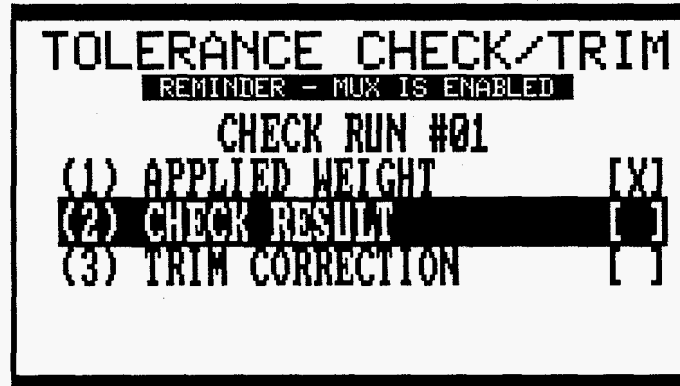 TOLERANCE CHECK/TRIM
REMINDER - MUX IS ENABLED
CHECK RUN #01
(1) APPLIED WEIGHT [X]
(2) CHECK RESULT [ ]
(3) TRIM CORRECTION [ ]